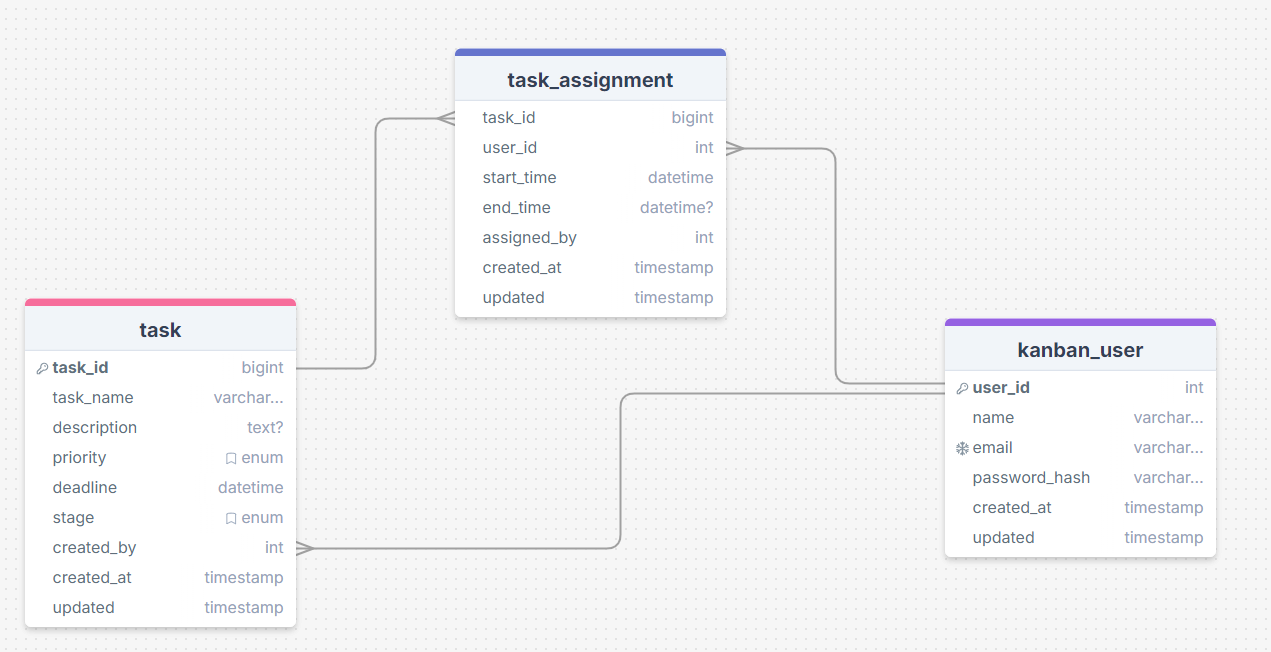 task_assignment
task_id bigint
user_id int
start_time datetime
end_time datetime?
assigned_by int
created_at timestamp
updated timestamp
task
task_id bigint
task_name varchar...
description text?
priority enum
deadline datetime
stage enum
created_by int
created_at timestamp
updated timestamp
kanban_user
user_id int
name varchar...
email varchar...
password_hash varchar...
created_at timestamp
updated timestamp